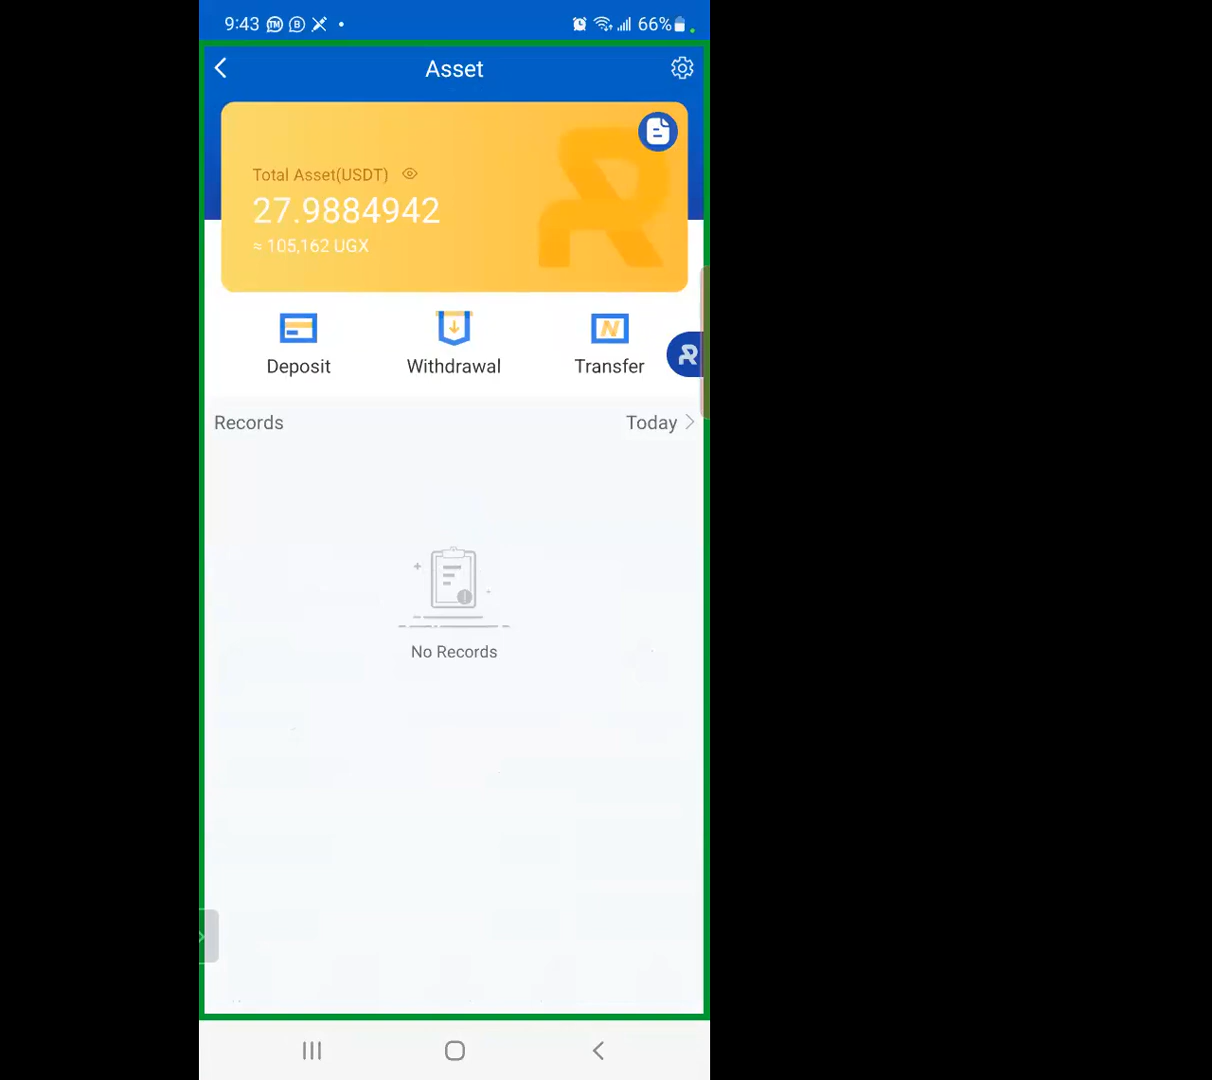 9:43 TM B 66%
Asset
Total Asset(USDT)
27.9884942
≈ 105,162 UGX
Deposit Withdrawal Transfer
Records Today
No Records